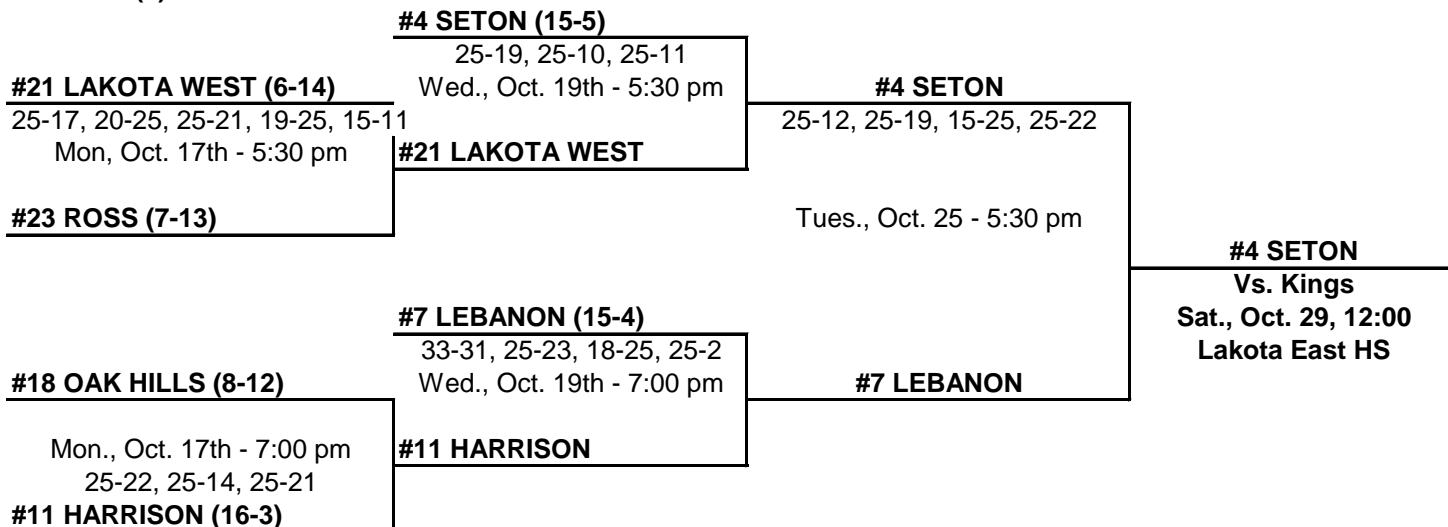 #4 SETON (15-5)
25-19, 25-10, 25-11
#21 LAKOTA WEST (6-14)
Wed., Oct. 19th - 5:30 pm
#4 SETON
25-17, 20-25, 25-21, 19-25, 15-11
25-12, 25-19, 15-25, 25-22
Mon, Oct. 17th - 5:30 pm
#21 LAKOTA WEST
#23 ROSS (7-13)
Tues., Oct. 25 - 5:30 pm
#4 SETON
Vs. Kings
#7 LEBANON (15-4)
Sat., Oct. 29, 12:00
33-31, 25-23, 18-25, 25-2
Lakota East HS
#18 OAK HILLS (8-12)
Wed., Oct. 19th - 7:00 pm
#7 LEBANON
Mon., Oct. 17th - 7:00 pm
#11 HARRISON
25-22, 25-14, 25-21
#11 HARRISON (16-3)